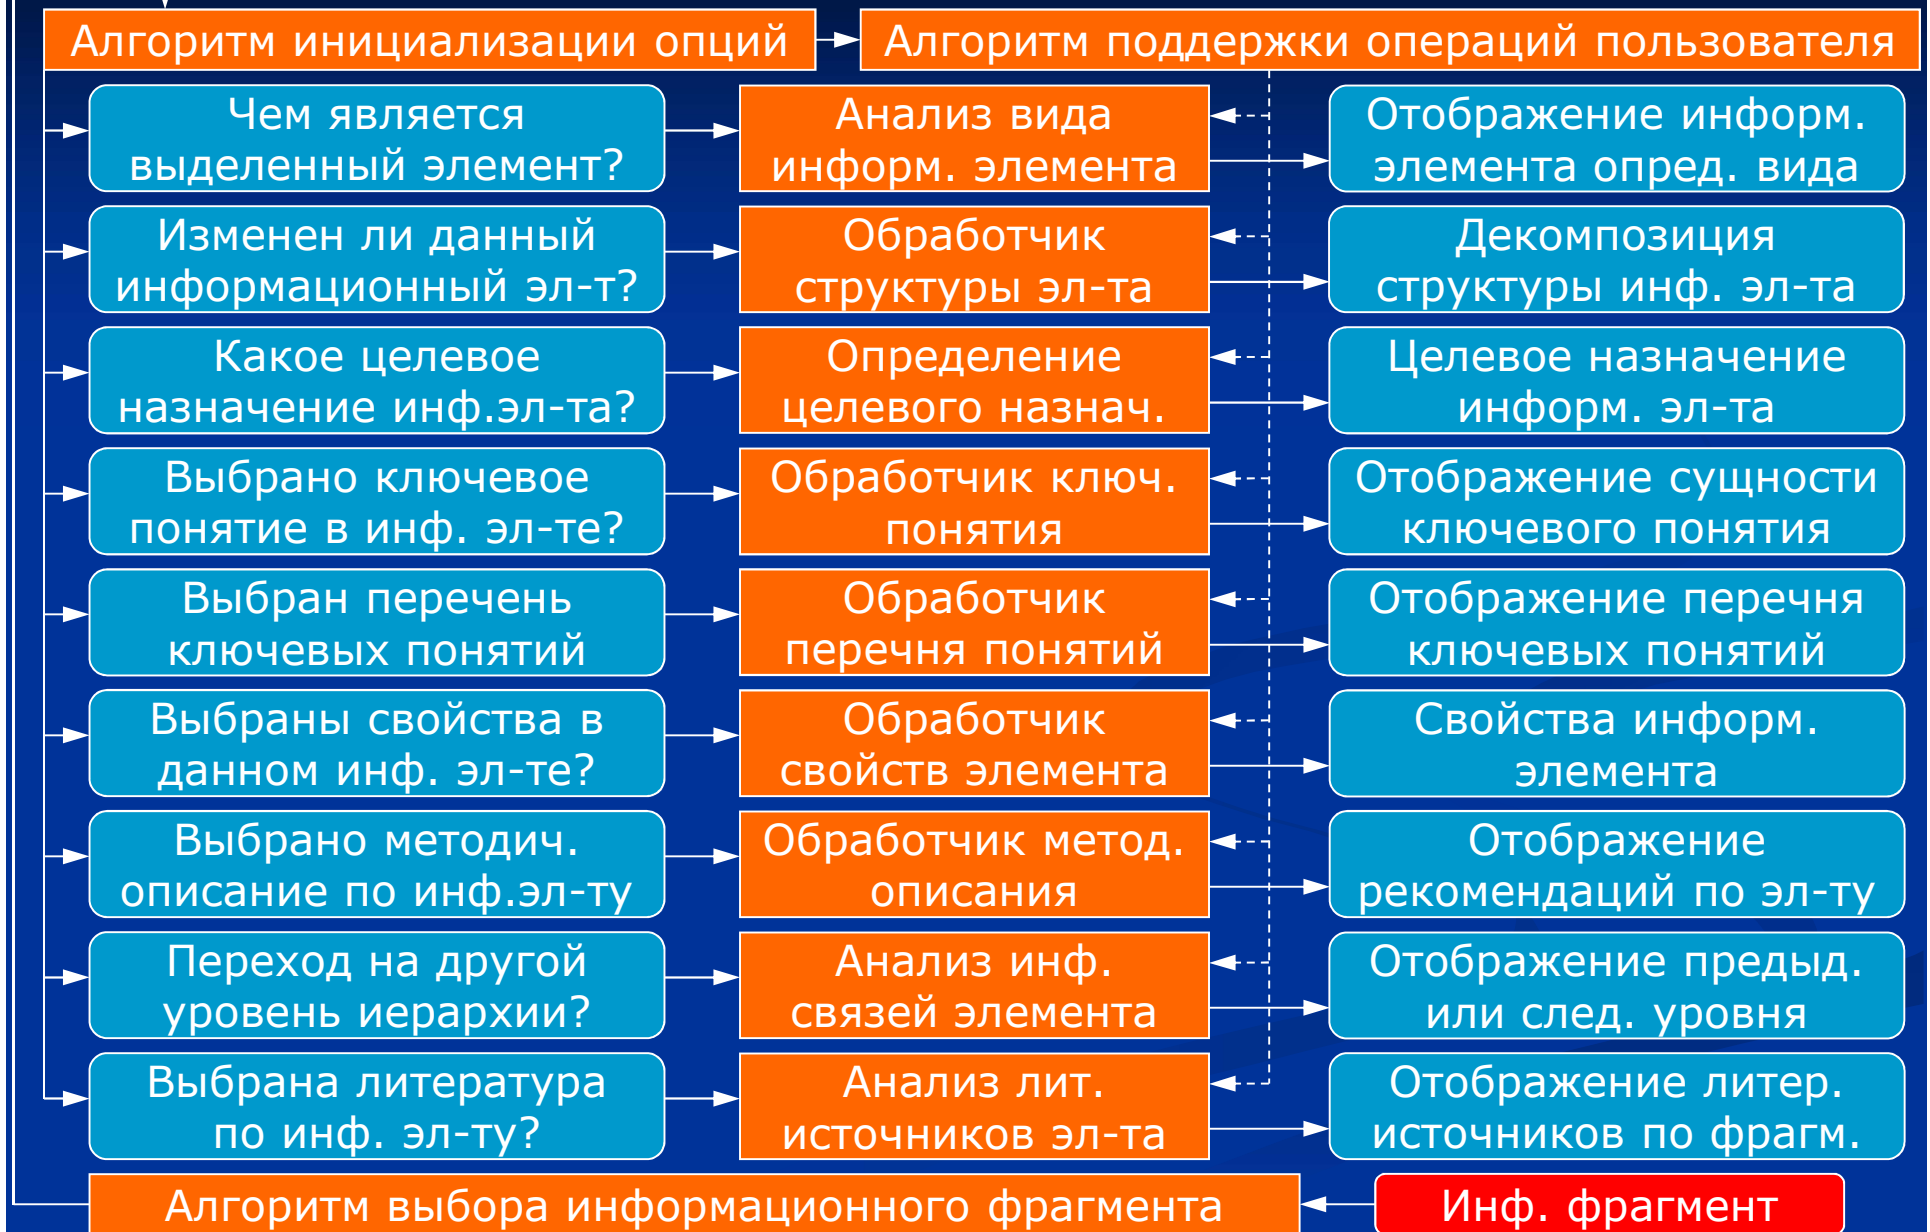 Алгоритм инициализации опций
Алгоритм поддержки операций пользователя
Чем является
выделенный элемент?
Анализ вида
информ. элемента
Отображение информ.
элемента опред. вида
Изменен ли данный
информационный эл-т?
Обработчик
структуры эл-та
Декомпозиция
структуры инф. эл-та
Какое целевое
назначение инф.эл-та?
Определение
целевого назнач.
Целевое назначение
информ. эл-та
Выбрано ключевое
понятие в инф. эл-те?
Обработчик ключ.
понятия
Отображение сущности
ключевого понятия
Выбран перечень
ключевых понятий
Обработчик
перечня понятий
Отображение перечня
ключевых понятий
Выбраны свойства в
данном инф. эл-те?
Обработчик
свойств элемента
Свойства информ.
элемента
Выбрано методич.
описание по инф.эл-ту
Обработчик метод.
описания
Отображение
рекомендаций по эл-ту
Переход на другой
уровень иерархии?
Анализ инф.
связей элемента
Отображение предыд.
или след. уровня
Выбрана литература
по инф. эл-ту?
Анализ лит.
источников эл-та
Отображение литер.
источников по фрагм.
Алгоритм выбора информационного фрагмента
Инф. фрагмент